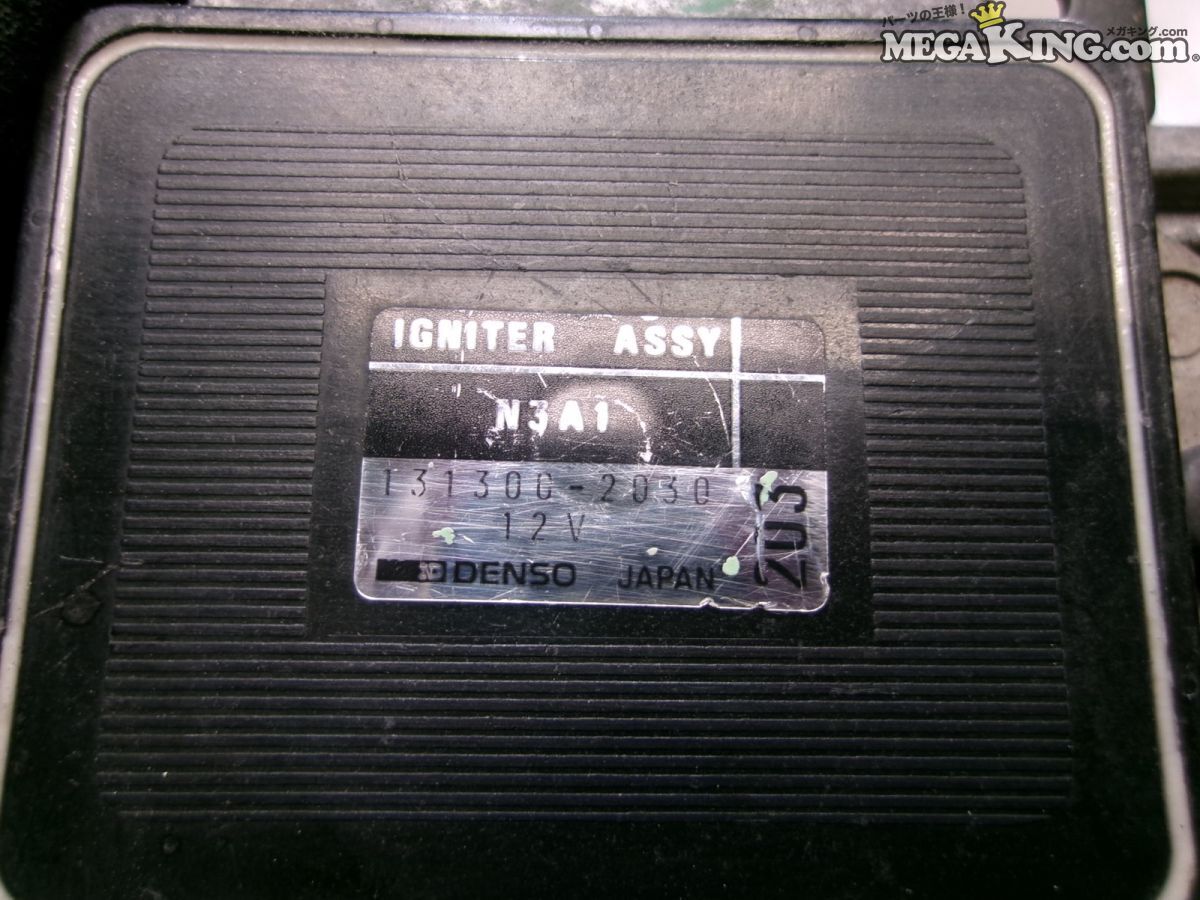 パーツの王様！
メガキング.com
MEGAKING.com®
IGNITER ASSY
N3A1
131300-2030
12V
DENSO JAPAN
2U3